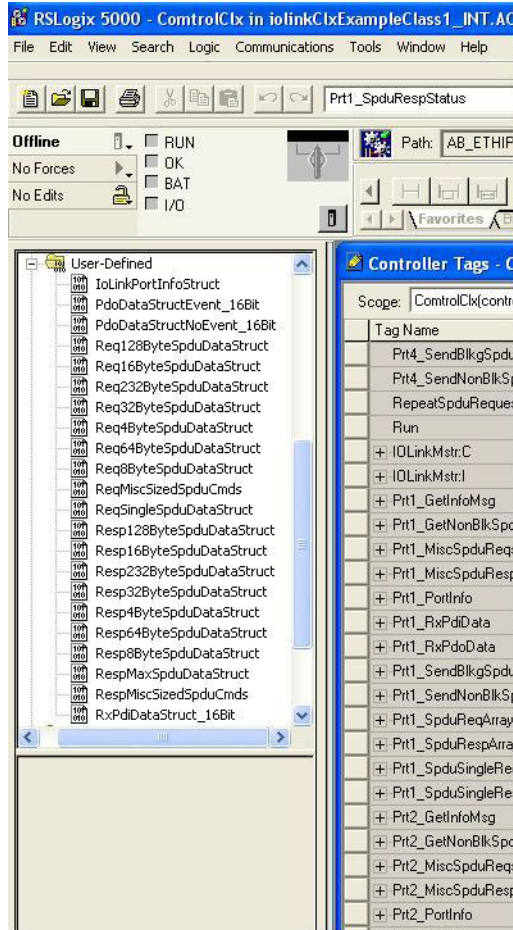 RSLogix 5000 - ComtrolClx in iolinkClxExampleClass1_INT.AC
File Edit View Search Logic Communications Tools Window Help
Prt1_SpduRespStatus
Offline
RUN
No Forces
OK
No Edits
BAT
I/O
Path: AB_ETHIP
Favorites
User-Defined
IoLinkPortInfoStruct
PdoDataStructEvent_16Bit
PdoDataStructNoEvent_16Bit
Req128ByteSpduDataStruct
Req16ByteSpduDataStruct
Req232ByteSpduDataStruct
Req32ByteSpduDataStruct
Req4ByteSpduDataStruct
Req64ByteSpduDataStruct
Req8ByteSpduDataStruct
ReqMiscSizedSpduCmds
ReqSingleSpduDataStruct
Resp128ByteSpduDataStruct
Resp16ByteSpduDataStruct
Resp232ByteSpduDataStruct
Resp32ByteSpduDataStruct
Resp4ByteSpduDataStruct
Resp64ByteSpduDataStruct
Resp8ByteSpduDataStruct
RespMaxSpduDataStruct
RespMiscSizedSpduCmds
RxPdiDataStruct_16Bit
Controller Tags - C
Scope: ComtrolClx(contr
Tag Name
Prt4_SendBlkgSpdu
Prt4_SendNonBlkSp
RepeatSpduReques
Run
IOLinkMstr:C
IOLinkMstr:I
Prt1_GetInfoMsg
Prt1_GetNonBlkSpd
Prt1_MiscSpduReqs
Prt1_MiscSpduResp
Prt1_PortInfo
Prt1_RxPdiData
Prt1_RxPdoData
Prt1_SendBlkgSpdu
Prt1_SendNonBlkSp
Prt1_SpduReqArray
Prt1_SpduRespArra
Prt1_SpduSingleRe
Prt1_SpduSingleRe
Prt2_GetInfoMsg
Prt2_GetNonBlkSpd
Prt2_MiscSpduReqs
Prt2_MiscSpduResp
Prt2_PortInfo